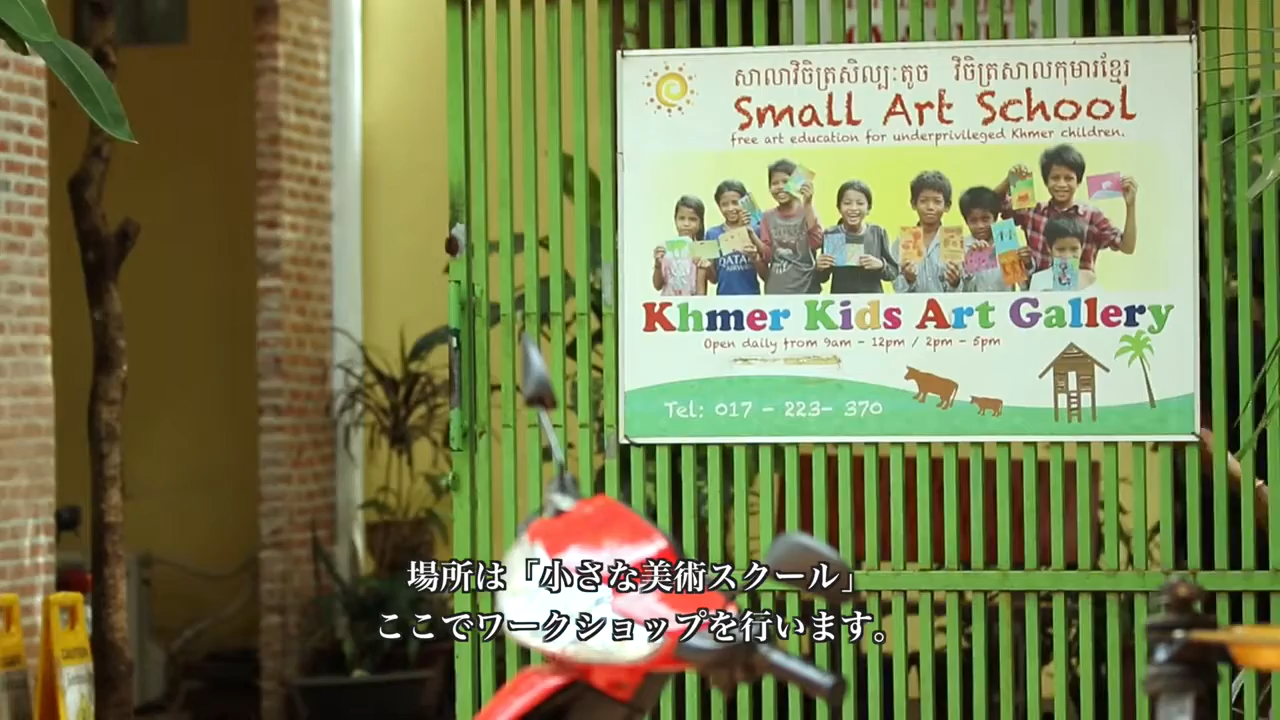 សាលាវិចិត្រសិល្បៈតូច វិចិត្រសាលកុមារខ្មែរ
Small Art School
free art education for underprivileged Khmer children.
QATAR
AIRWAYS
Khmer Kids Art Gallery
Open daily from 9am - 12pm / 2pm - 5pm
Tel: 017 - 223- 370
場所は「小さな美術スクール」
ここでワークショップを行います。
CAUTION